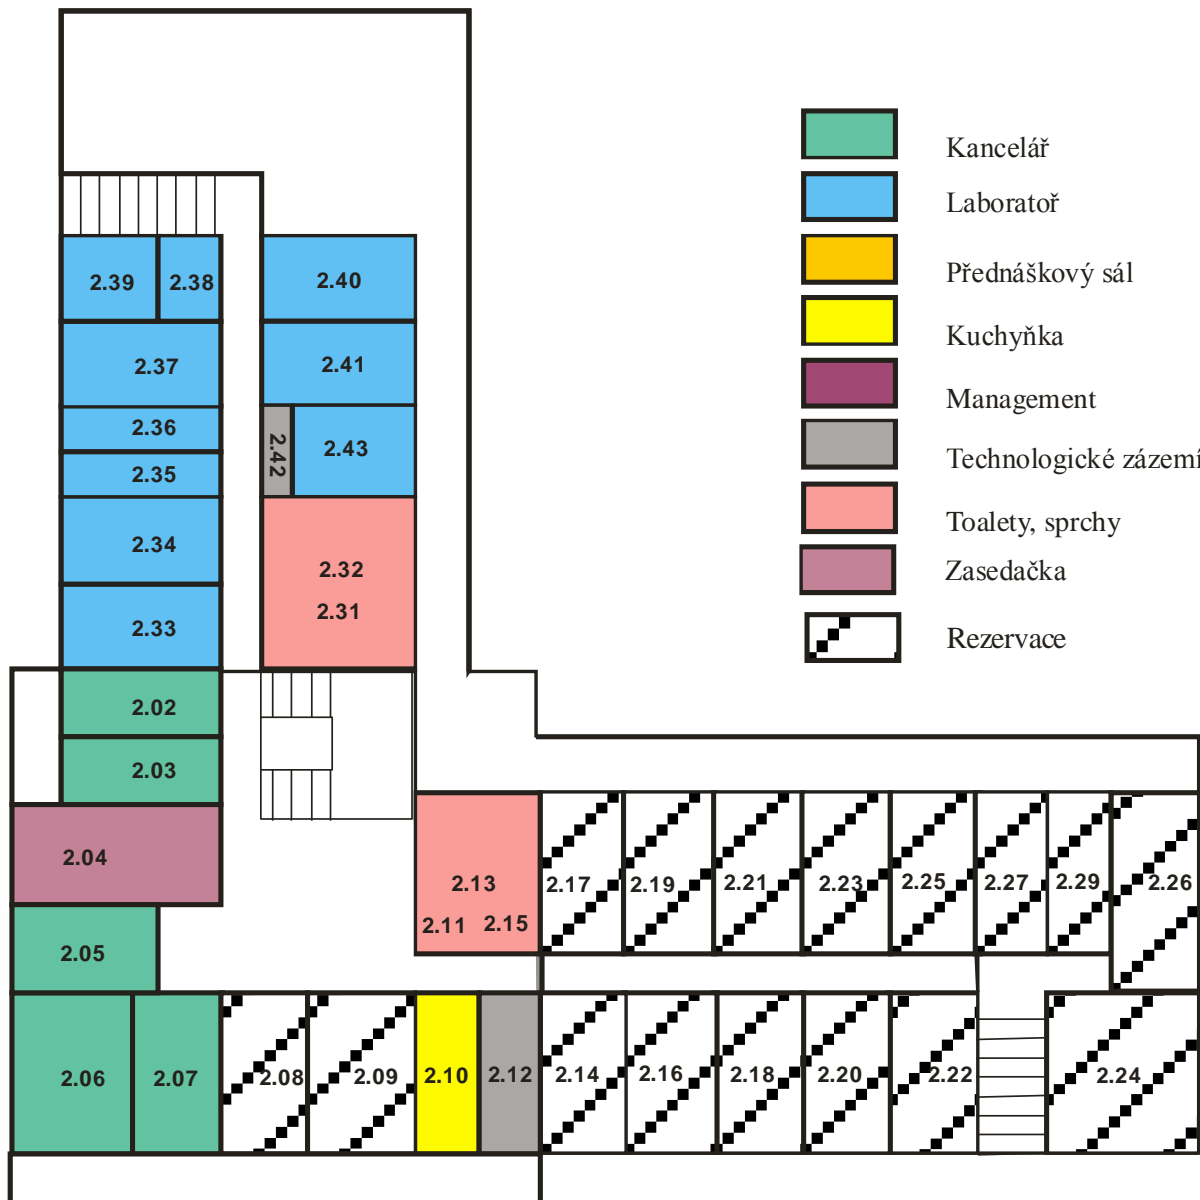 Kancelář
Laboratoř
Přednáškový sál
Kuchyňka
Management
Technologické zázemí
Toalety, sprchy
Zasedačka
Rezervace
2.39 2.38 2.40
2.37 2.41
2.36
2.42 2.43
2.35
2.34
2.32
2.31
2.33
2.02
2.03
2.04
2.13
2.11 2.15
2.17 2.19 2.21 2.23 2.25 2.27 2.29 2.26
2.05
2.06 2.07 2.08 2.09 2.10 2.12 2.14 2.16 2.18 2.20 2.22 2.24